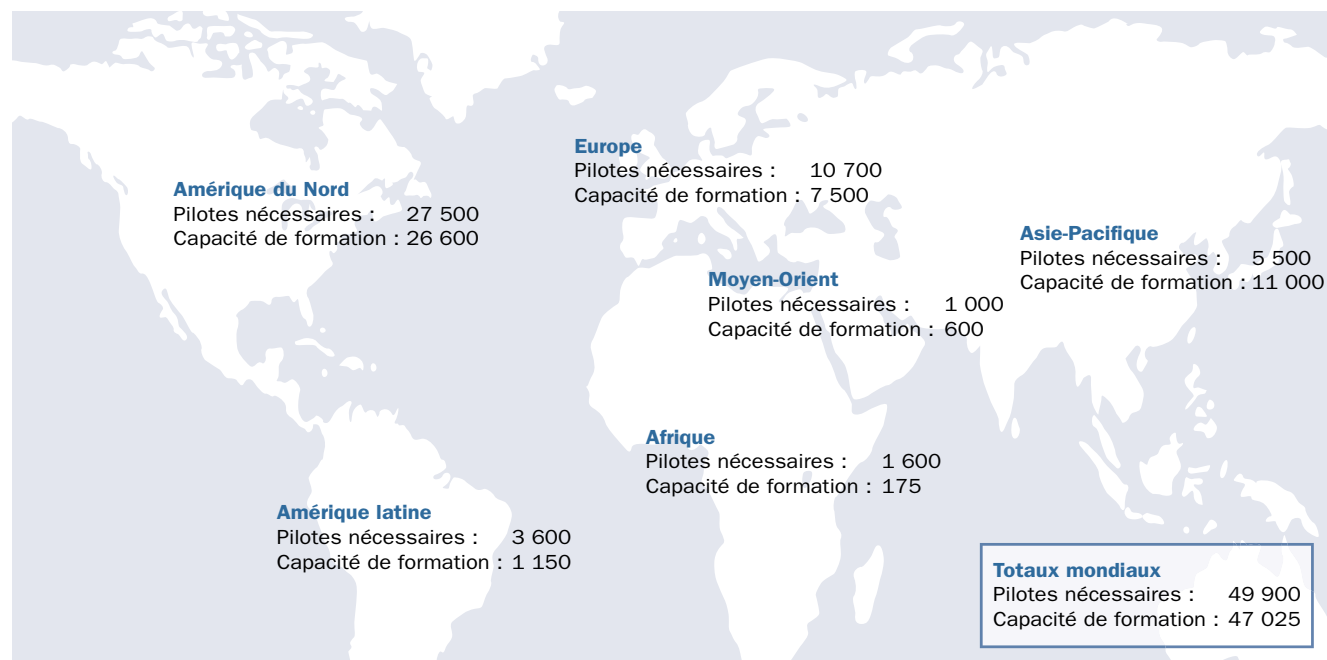 Europe
Pilotes nécessaires : 10 700
Capacité de formation : 7 500
Amérique du Nord
Pilotes nécessaires : 27 500
Capacité de formation : 26 600
Asie-Pacifique
Pilotes nécessaires : 5 500
Capacité de formation : 11 000
Moyen-Orient
Pilotes nécessaires : 1 000
Capacité de formation : 600
Afrique
Pilotes nécessaires : 1 600
Capacité de formation : 175
Amérique latine
Pilotes nécessaires : 3 600
Capacité de formation : 1 150
Totaux mondiaux
Pilotes nécessaires : 49 900
Capacité de formation : 47 025